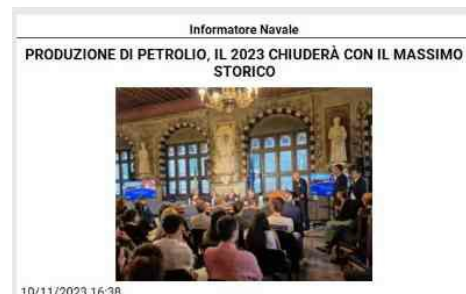 Informatore Navale
PRODUZIONE DI PETROLIO, IL 2023 CHIUDERÀ CON IL MASSIMO
STORICO
10/11/2023 16:38